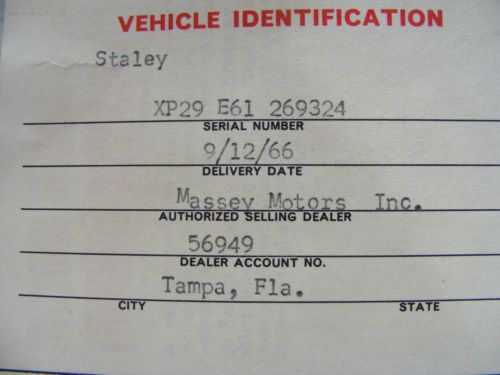 VEHICLE IDENTIFICATION
Staley
XP29 E61 269324
SERIAL NUMBER
9/12/66
DELIVERY DATE
Massey Motors Inc.
AUTHORIZED SELLING DEALER
56949
DEALER ACCOUNT NO.
Tampa, Fla.
CITY STATE